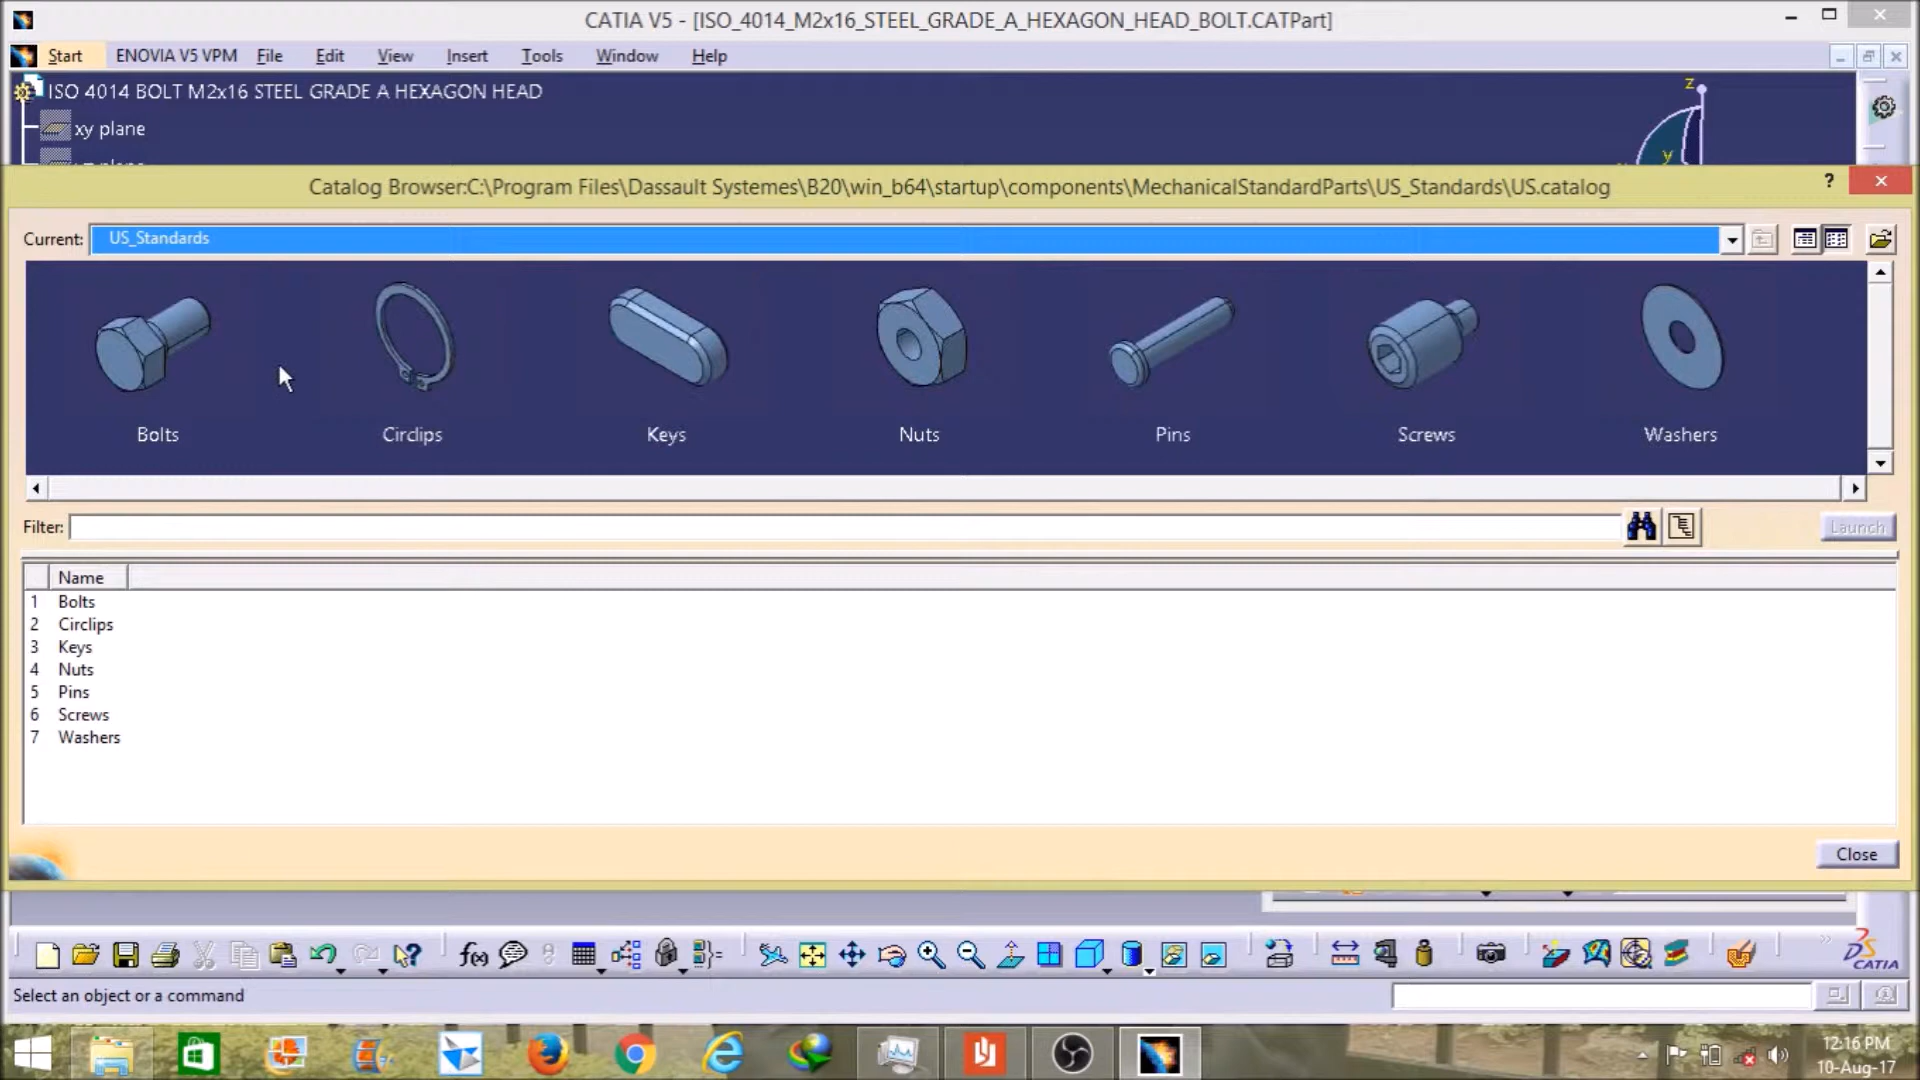 CATIA V5 - [ISO_4014_M2x16_STEEL_GRADE_A_HEXAGON_HEAD_BOLT.CATPart]
Start ENOVIA V5 VPM File Edit View Insert Tools Window Help
ISO 4014 BOLT M2x16 STEEL GRADE A HEXAGON HEAD
xy plane
z
y
Catalog Browser:C:\Program Files\Dassault Systemes\B20\win_b64\startup\components\MechanicalStandardParts\US_Standards\US.catalog
?
Current: US_Standards
Bolts Circlips Keys Nuts Pins Screws Washers
Filter:
Launch
Name
1 Bolts
2 Circlips
3 Keys
4 Nuts
5 Pins
6 Screws
7 Washers
Close
f(x)
CATIA
Select an object or a command
12:16 PM
10-Aug-17